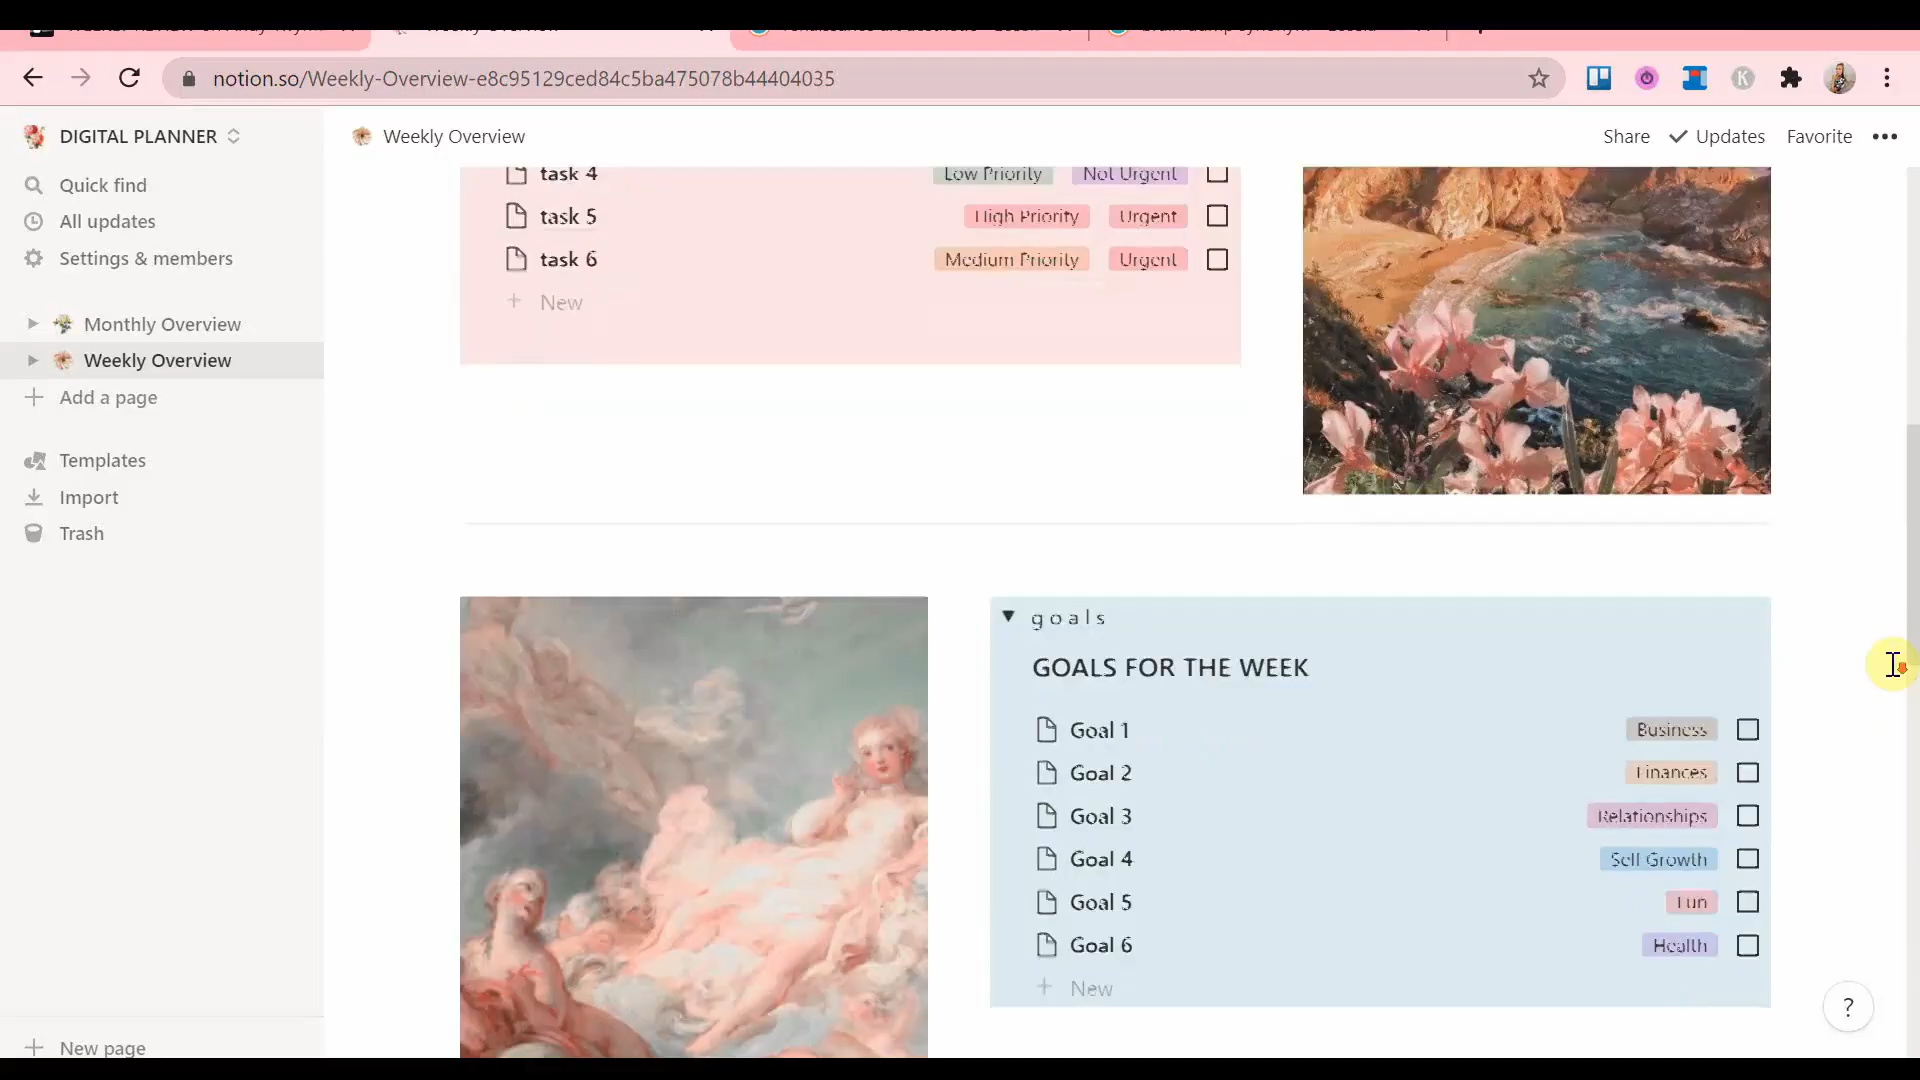 notion.so/Weekly-Overview-e8c95129ced84c5ba475078b44404035
K
DIGITAL PLANNER
Weekly Overview
Share
Updates
Favorite
Quick find
All updates
Settings & members
Monthly Overview
Weekly Overview
Add a page
Templates
Import
Trash
New page
task 4 Low Priority Not Urgent
task 5 High Priority Urgent
task 6 Medium Priority Urgent
New
goals
GOALS FOR THE WEEK
Goal 1 Business
Goal 2 Finances
Goal 3 Relationships
Goal 4 Self Growth
Goal 5 Fun
Goal 6 Health
New
?